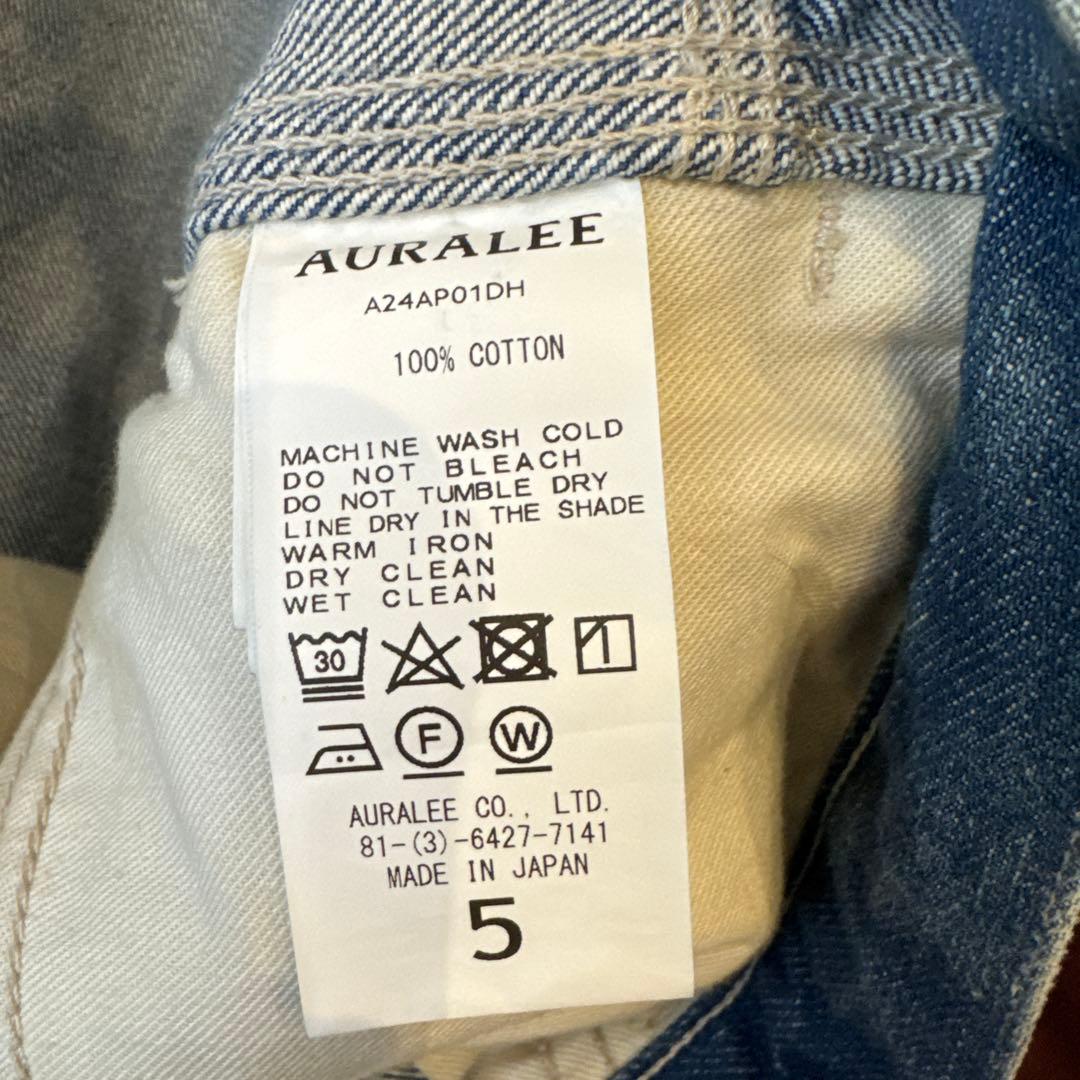 AURALEE
A24AP01DH
100% COTTON
MACHINE WASH COLD
DO NOT BLEACH
DO NOT TUMBLE DRY
LINE DRY IN THE SHADE
WARM IRON
DRY CLEAN
WET CLEAN
30
F W
AURALEE CO., LTD.
81-(3)-6427-7141
MADE IN JAPAN
5